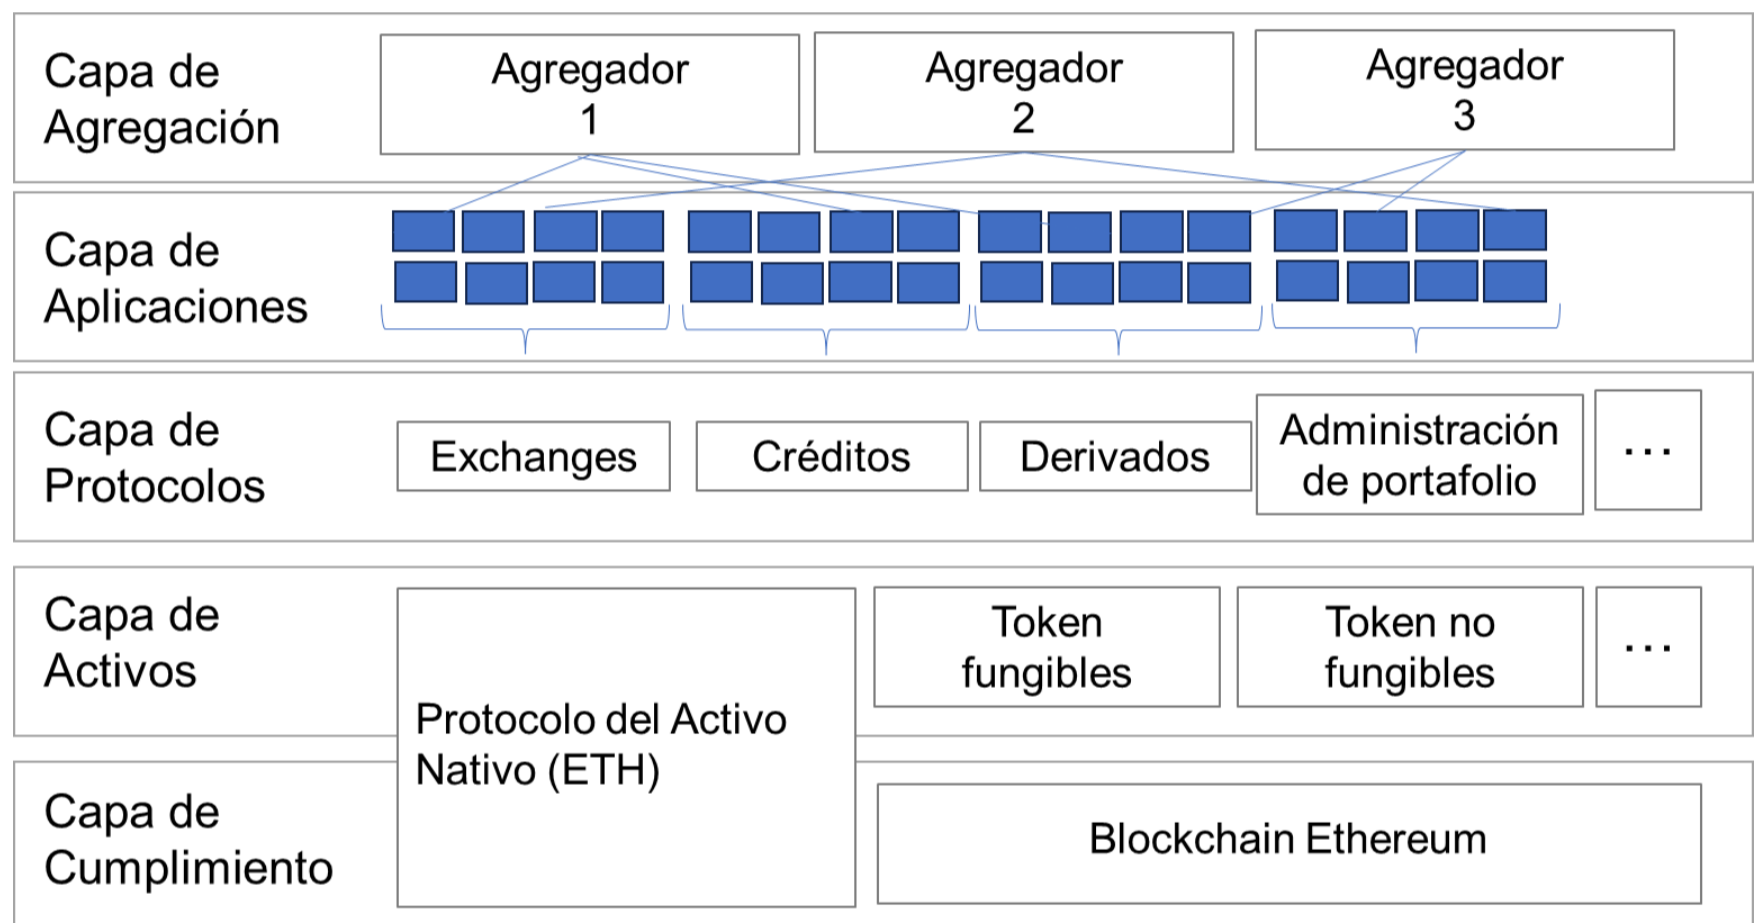 Capa de
Agregación
Agregador
1
Agregador
2
Agregador
3
Capa de
Aplicaciones
Capa de
Protocolos
Exchanges
Créditos
Derivados
Administración
de portafolio
...
Capa de
Activos
Protocolo del Activo
Nativo (ETH)
Token
fungibles
Token no
fungibles
...
Capa de
Cumplimiento
Blockchain Ethereum